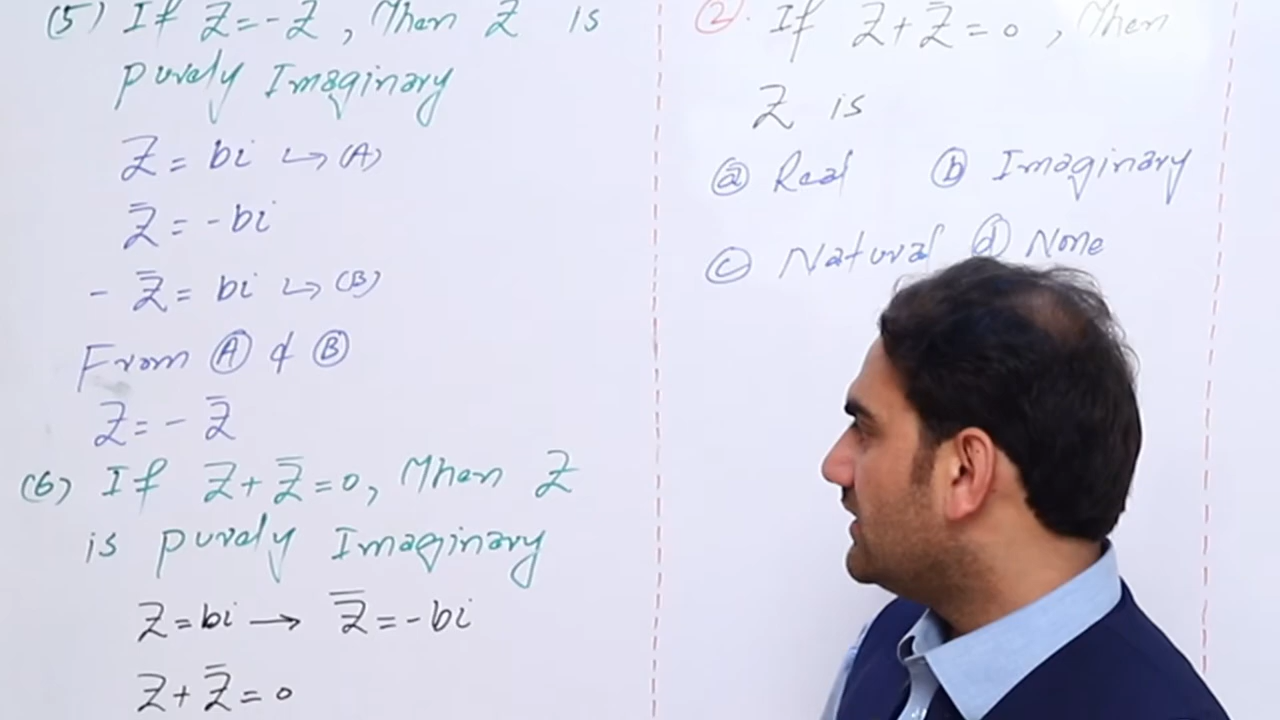 (5) If Z=-Z̄, Then Z is
purely Imaginary
Z = bi ↪ (A)
Z̄ = -bi
- Z̄ = bi ↪ (B)
From Ⓐ & Ⓑ
Z = - Z̄
(6) If Z+Z̄=0, Then Z
is purely Imaginary
Z=bi → Z̄=-bi
Z+Z̄=0
②. If Z+Z̄=0, Then
Z is
ⓐ Real ⓑ Imaginary
ⓒ Natural ⓓ None